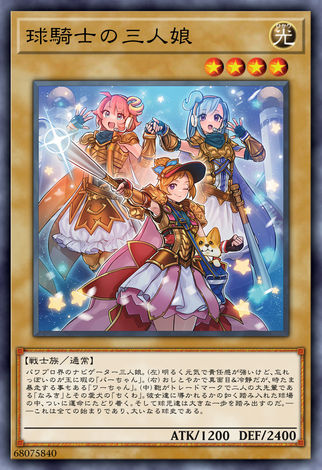 球騎士の三人娘
光
【戦士族／通常】
パワプロ界のナビゲーター三人娘。(左)明るく元気で責任感が強いけど、忘れ
っぽいのが玉に瑕の「パーちゃん」。(右)おしとやかで真面目&冷静だが、時たま
暴走する事もある「ワーちゃん」。(中)靴がトレードマークで二人の大先輩であ
る「なみき」とその愛犬の「ちくわ」。彼女達に導かれるかの如く踏み入れた球場
の中、ついに運命にたどり着く。そして球児達は大きな一歩を踏み出すのだ。―
―これは全ての始まりであり、大いなる球史である。
ATK/1200 DEF/2400
68075840